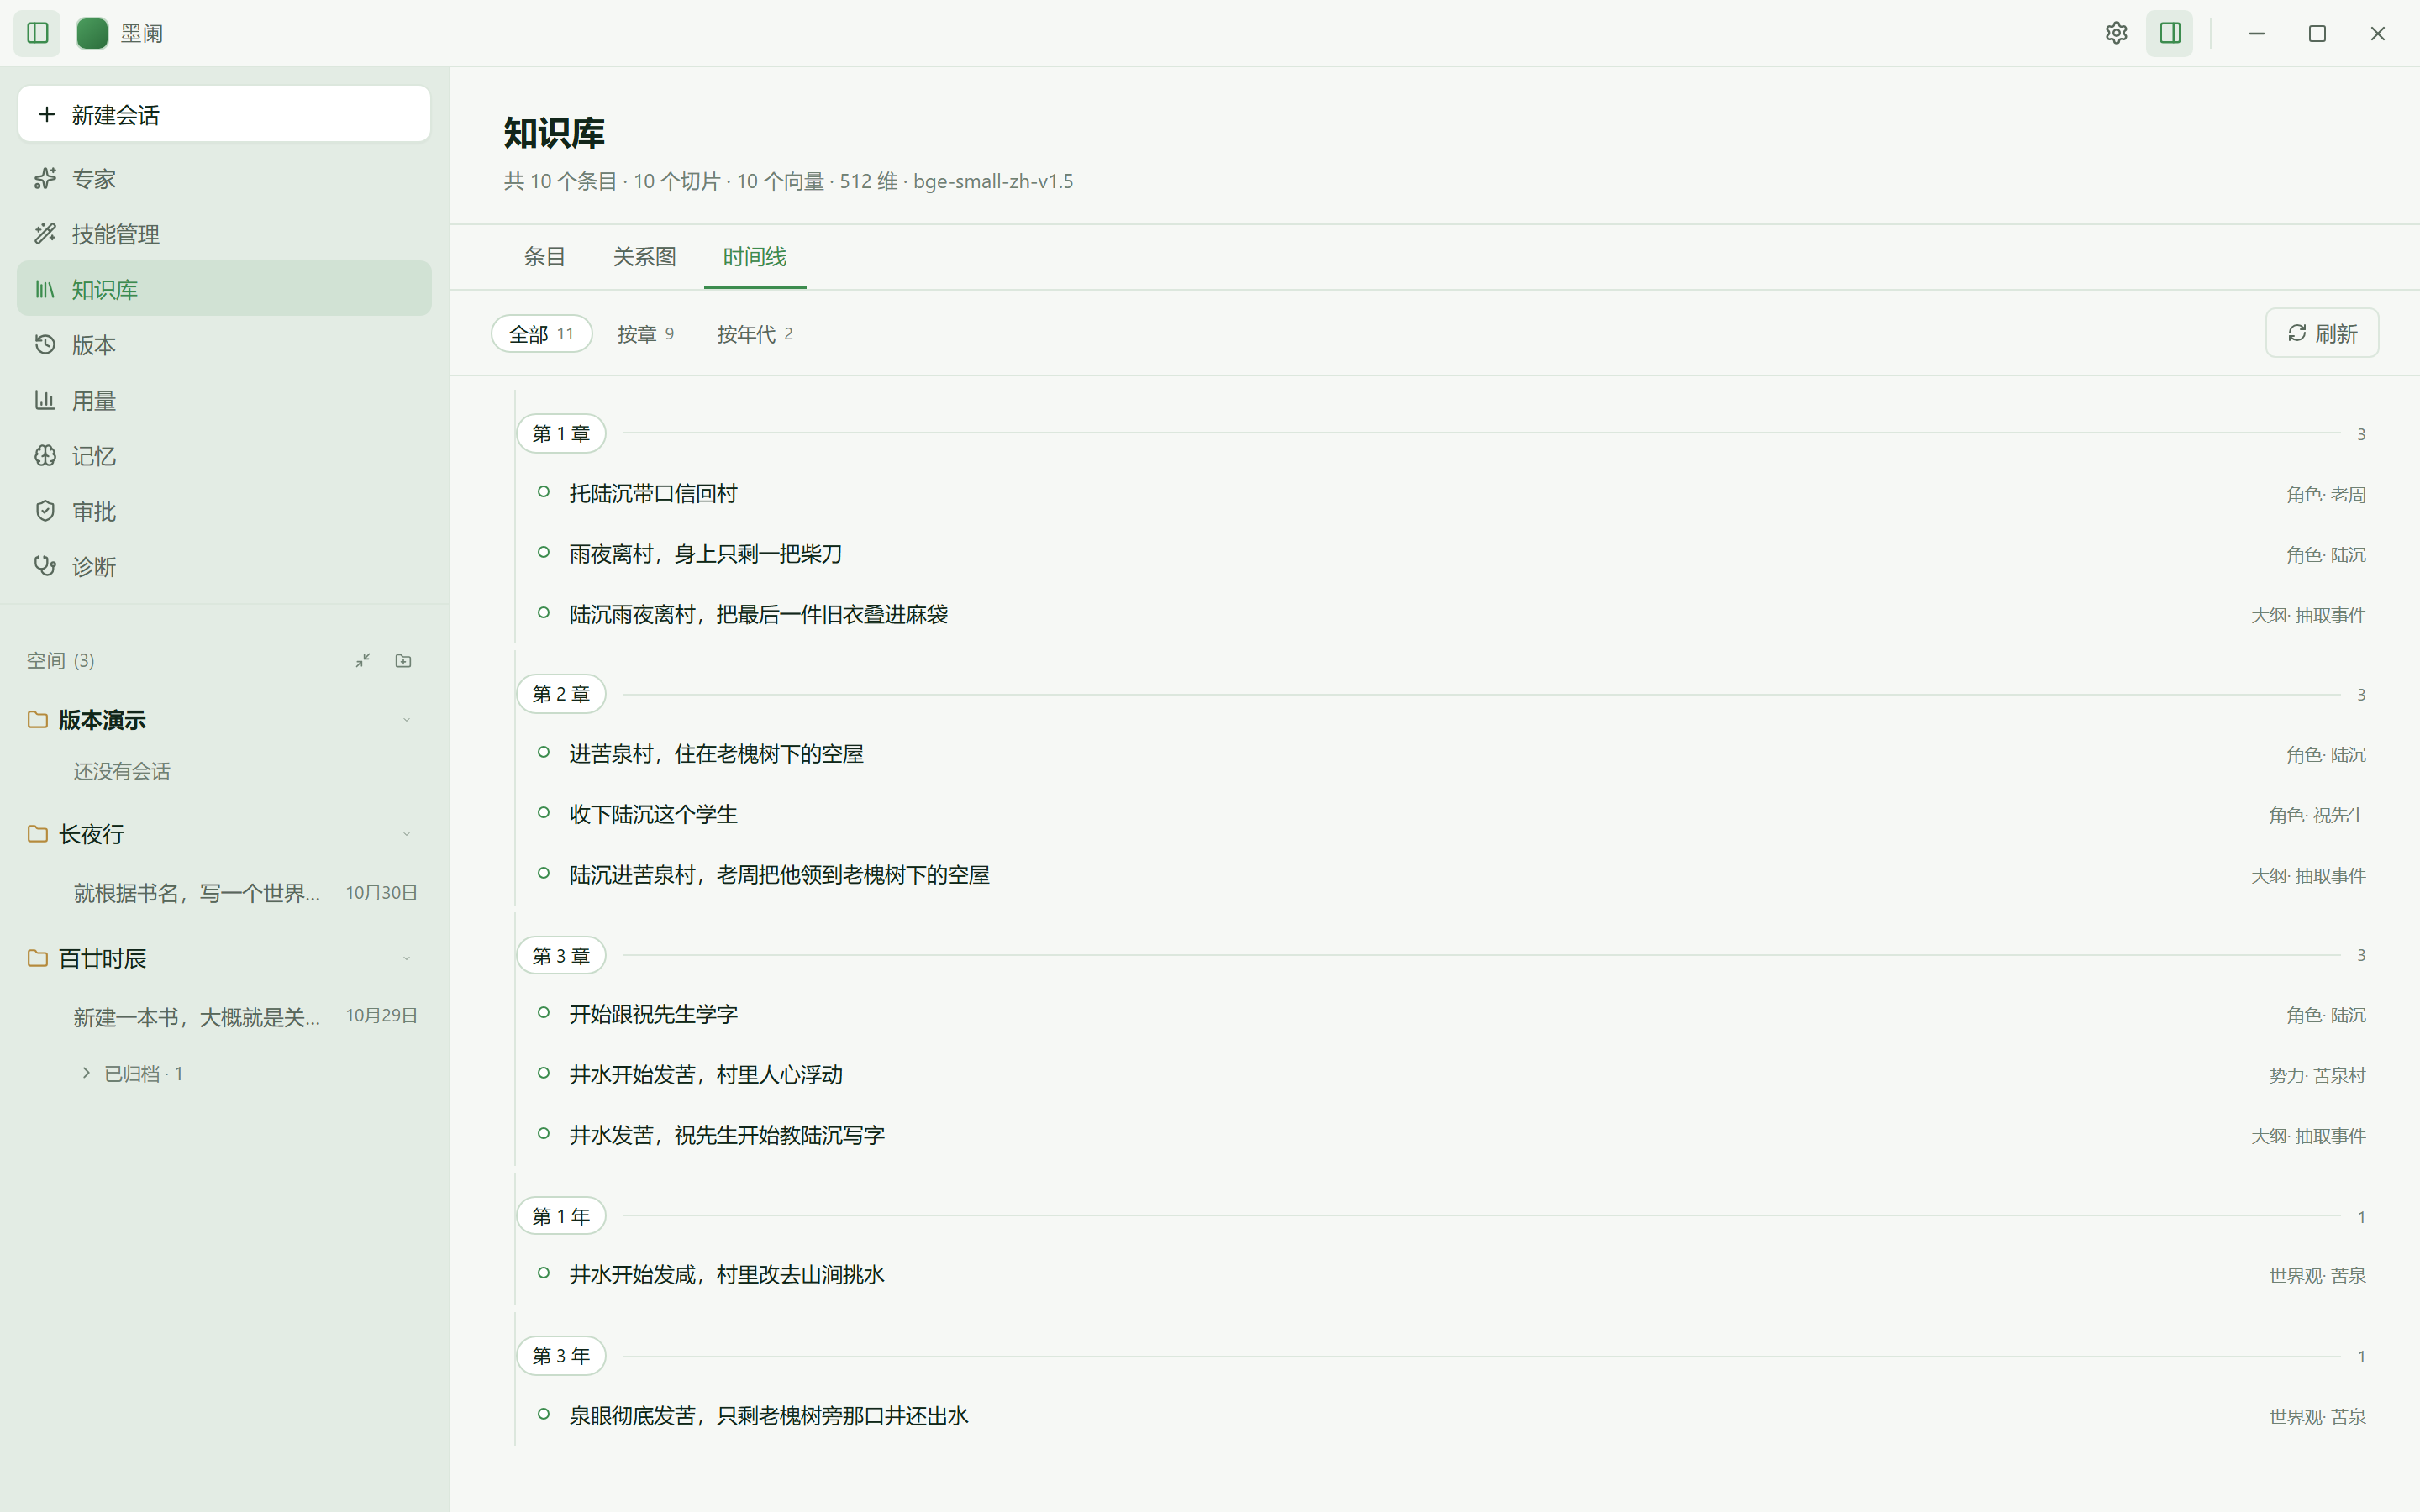 墨阑
新建会话
专家
技能管理
知识库
版本
用量
记忆
审批
诊断
空间 (3)
版本演示
还没有会话
长夜行
就根据书名，写一个世界... 10月30日
百廿时辰
新建一本书，大概就是关... 10月29日
已归档 · 1
知识库
共 10 个条目 · 10 个切片 · 10 个向量 · 512 维 · bge-small-zh-v1.5
条目 关系图 时间线
全部 11 按章 9 按年代 2 刷新
第 1 章 3
托陆沉带口信回村 角色· 老周
雨夜离村，身上只剩一把柴刀 角色· 陆沉
陆沉雨夜离村，把最后一件旧衣叠进麻袋 大纲· 抽取事件
第 2 章 3
进苦泉村，住在老槐树下的空屋 角色· 陆沉
收下陆沉这个学生 角色· 祝先生
陆沉进苦泉村，老周把他领到老槐树下的空屋 大纲· 抽取事件
第 3 章 3
开始跟祝先生学字 角色· 陆沉
井水开始发苦，村里人心浮动 势力· 苦泉村
井水发苦，祝先生开始教陆沉写字 大纲· 抽取事件
第 1 年 1
井水开始发咸，村里改去山涧挑水 世界观· 苦泉
第 3 年 1
泉眼彻底发苦，只剩老槐树旁那口井还出水 世界观· 苦泉